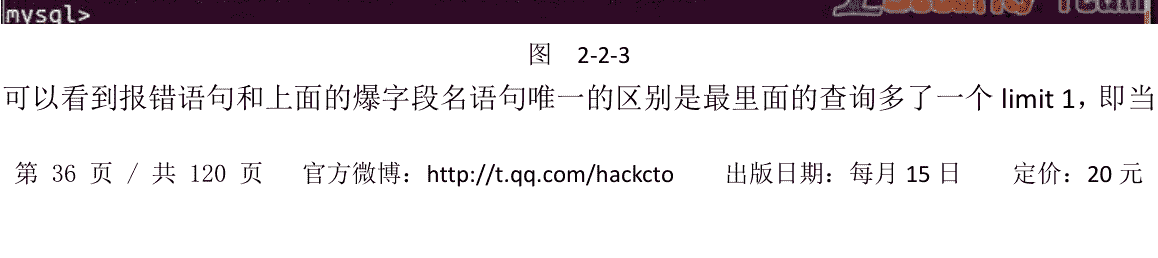 mysql>
Security Team
图 2-2-3
可以看到报错语句和上面的爆字段名语句唯一的区别是最里面的查询多了一个 limit 1，即当
第 36 页 / 共 120 页 官方微博：http://t.qq.com/hackcto 出版日期：每月 15 日 定价：20 元